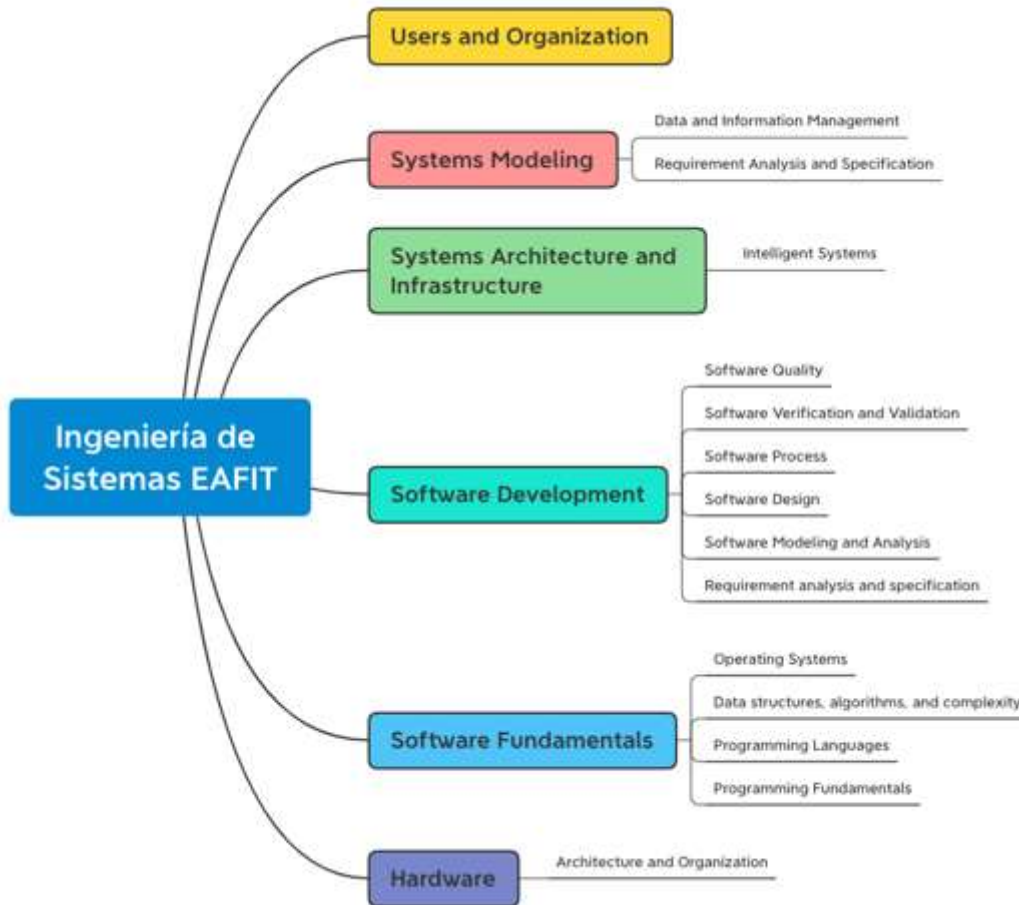 Users and Organization
Systems Modeling
Data and Information Management
Requirement Analysis and Specification
Systems Architecture and
Infrastructure
Intelligent Systems
Ingeniería de
Sistemas EAFIT
Software Development
Software Quality
Software Verification and Validation
Software Process
Software Design
Software Modeling and Analysis
Requirement analysis and specification
Software Fundamentals
Operating Systems
Data structures, algorithms, and complexity
Programming Languages
Programming Fundamentals
Hardware
Architecture and Organization